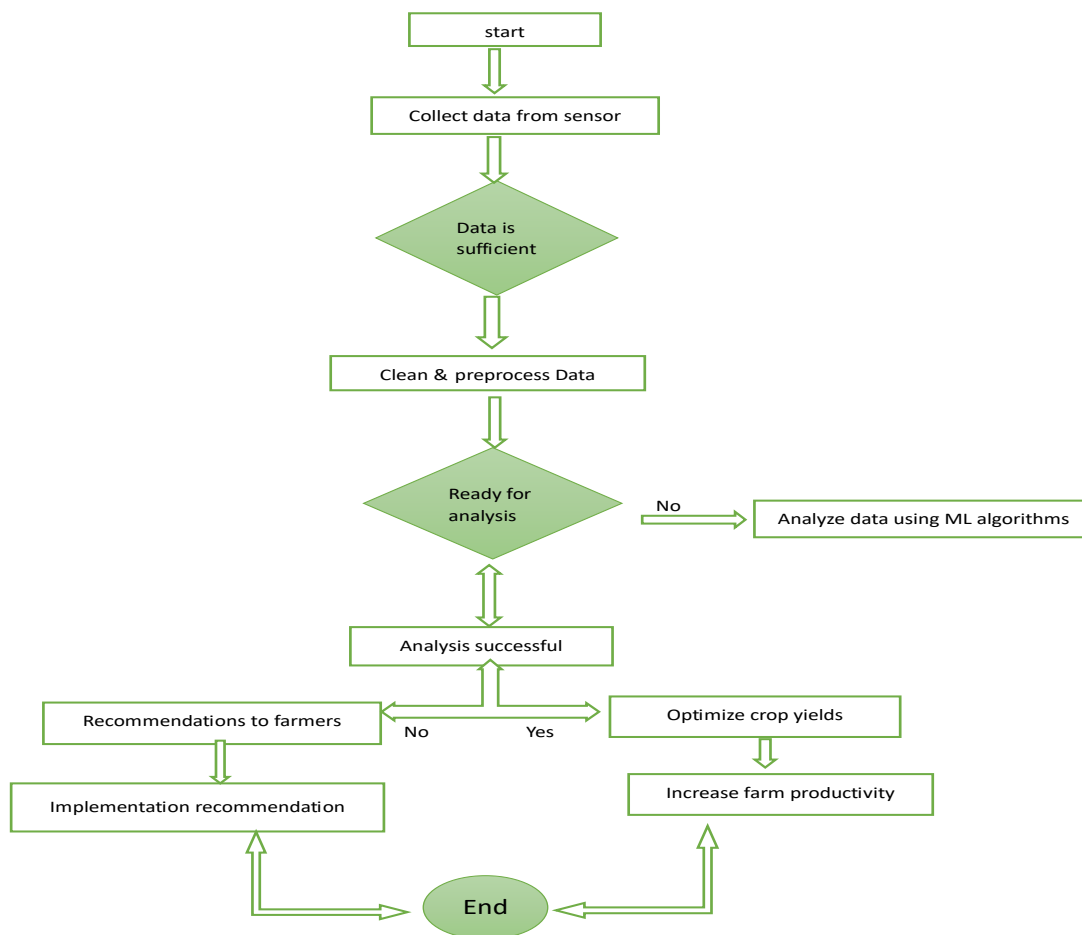 start
Collect data from sensor
Data is
sufficient
Clean & preprocess Data
Ready for
analysis
No
Analyze data using ML algorithms
Analysis successful
Recommendations to farmers
No
Yes
Optimize crop yields
Implementation recommendation
Increase farm productivity
End